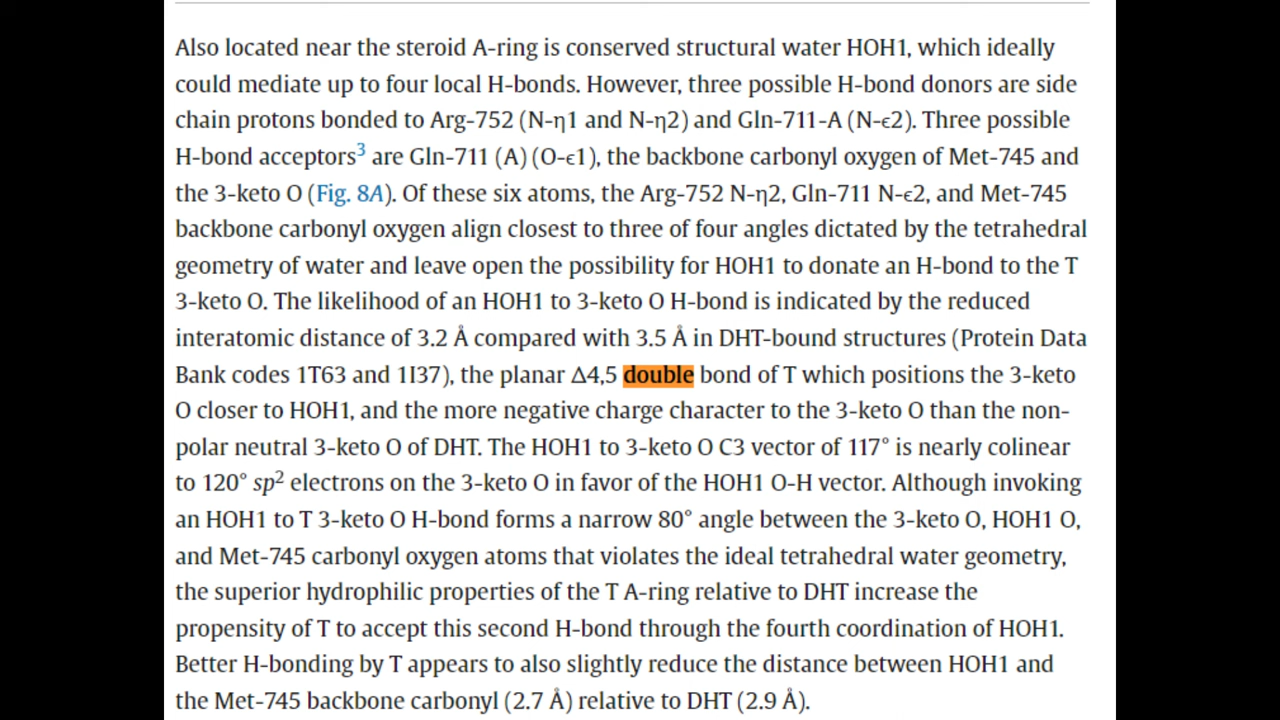 Also located near the steroid A-ring is conserved structural water HOH1, which ideally
could mediate up to four local H-bonds. However, three possible H-bond donors are side
chain protons bonded to Arg-752 (N-η1 and N-η2) and Gln-711-A (N-ϵ2). Three possible
H-bond acceptors³ are Gln-711 (A) (O-ϵ1), the backbone carbonyl oxygen of Met-745 and
the 3-keto O (Fig. 8A). Of these six atoms, the Arg-752 N-η2, Gln-711 N-ϵ2, and Met-745
backbone carbonyl oxygen align closest to three of four angles dictated by the tetrahedral
geometry of water and leave open the possibility for HOH1 to donate an H-bond to the T
3-keto O. The likelihood of an HOH1 to 3-keto O H-bond is indicated by the reduced
interatomic distance of 3.2 Å compared with 3.5 Å in DHT-bound structures (Protein Data
Bank codes 1T63 and 1I37), the planar Δ4,5 double bond of T which positions the 3-keto
O closer to HOH1, and the more negative charge character to the 3-keto O than the non-
polar neutral 3-keto O of DHT. The HOH1 to 3-keto O C3 vector of 117° is nearly colinear
to 120° sp² electrons on the 3-keto O in favor of the HOH1 O-H vector. Although invoking
an HOH1 to T 3-keto O H-bond forms a narrow 80° angle between the 3-keto O, HOH1 O,
and Met-745 carbonyl oxygen atoms that violates the ideal tetrahedral water geometry,
the superior hydrophilic properties of the T A-ring relative to DHT increase the
propensity of T to accept this second H-bond through the fourth coordination of HOH1.
Better H-bonding by T appears to also slightly reduce the distance between HOH1 and
the Met-745 backbone carbonyl (2.7 Å) relative to DHT (2.9 Å).